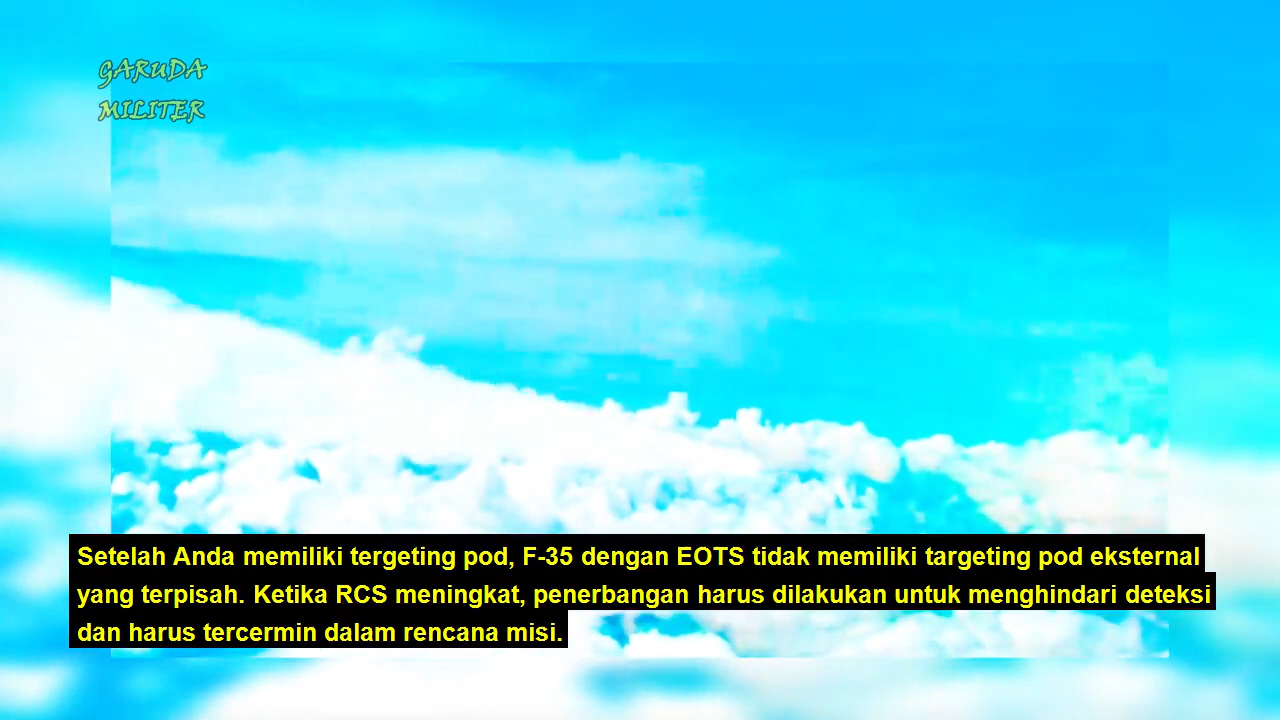 GARUDA
MILITER
Setelah Anda memiliki tergeting pod, F-35 dengan EOTS tidak memiliki targeting pod eksternal
yang terpisah. Ketika RCS meningkat, penerbangan harus dilakukan untuk menghindari deteksi
dan harus tercermin dalam rencana misi.